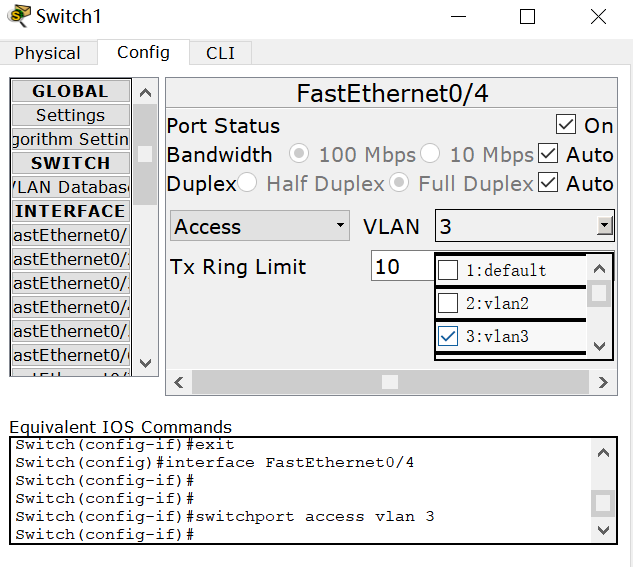 Switch1
Physical Config CLI
GLOBAL
Settings
gorithm Settin
SWITCH
VLAN Databas
INTERFACE
astEthernet0/
astEthernet0/
astEthernet0/
astEthernet0/4
astEthernet0/
astEthernet0/
FastEthernet0/4
Port Status On
Bandwidth 100 Mbps 10 Mbps Auto
Duplex Half Duplex Full Duplex Auto
Access VLAN 3
Tx Ring Limit 10
1:default
2:vlan2
3:vlan3
Equivalent IOS Commands
Switch(config-if)#exit
Switch(config)#interface FastEthernet0/4
Switch(config-if)#
Switch(config-if)#
Switch(config-if)#switchport access vlan 3
Switch(config-if)#